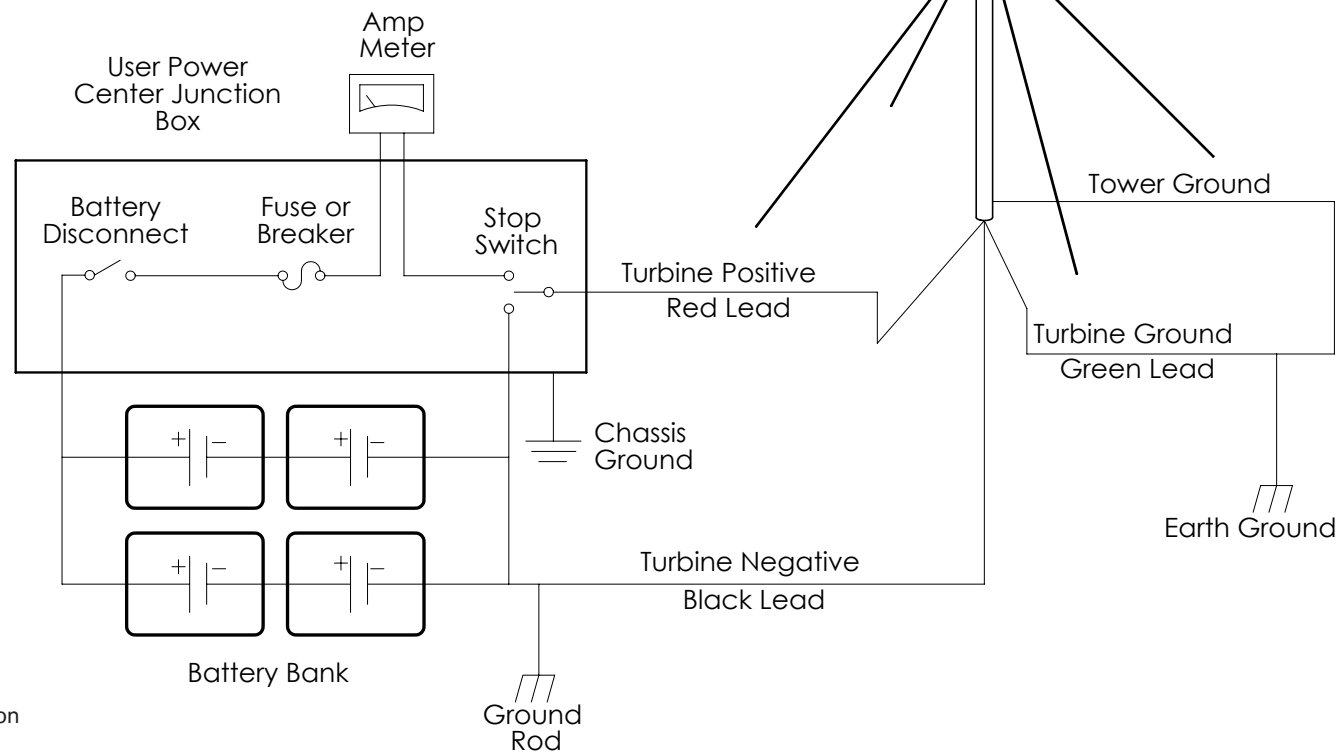 Amp
Meter
User Power
Center Junction
Box
Battery
Disconnect
Fuse or
Breaker
Stop
Switch
Tower Ground
Turbine Positive
Red Lead
Turbine Ground
Green Lead
+ − + −
Chassis
Ground
Earth Ground
+ − + −
Turbine Negative
Black Lead
Battery Bank
Ground
Rod
on